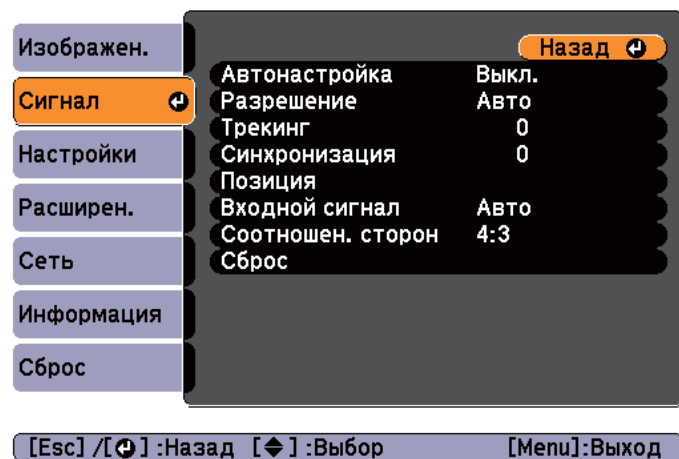 Изображен.
Сигнал
Настройки
Расширен.
Сеть
Информация
Сброс
Назад
Автонастройка Выкл.
Разрешение Авто
Трекинг 0
Синхронизация 0
Позиция
Входной сигнал Авто
Соотношен. сторон 4:3
Сброс
[Esc] /[ ] :Назад [ ] :Выбор [Menu]:Выход